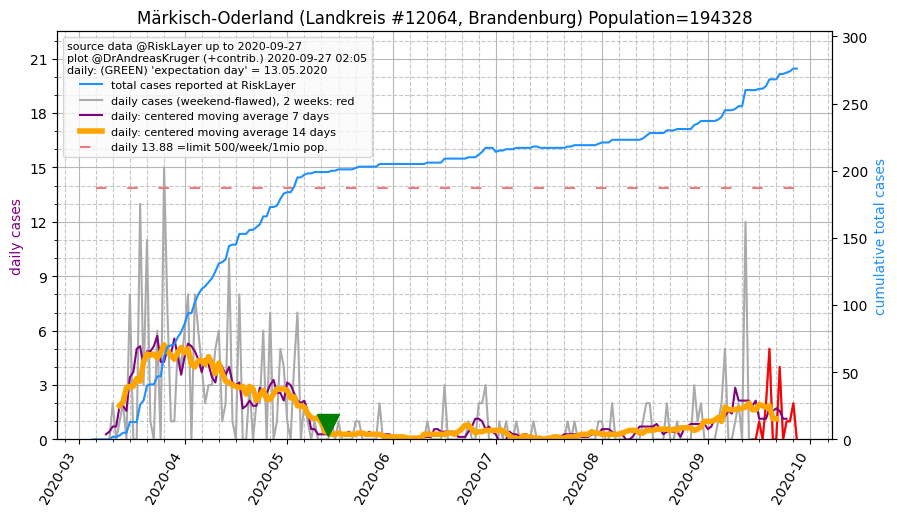 Märkisch-Oderland (Landkreis #12064, Brandenburg) Population=194328
source data @RiskLayer up to 2020-09-27
plot @DrAndreasKruger (+contrib.) 2020-09-27 02:05
daily: (GREEN) 'expectation day' = 13.05.2020
total cases reported at RiskLayer
daily cases (weekend-flawed), 2 weeks: red
daily: centered moving average 7 days
daily: centered moving average 14 days
daily 13.88 =limit 500/week/1mio pop.
daily cases
21
18
15
12
9
6
3
0
cumulative total cases
300
250
200
150
100
50
0
2020-03
2020-04
2020-05
2020-06
2020-07
2020-08
2020-09
2020-10